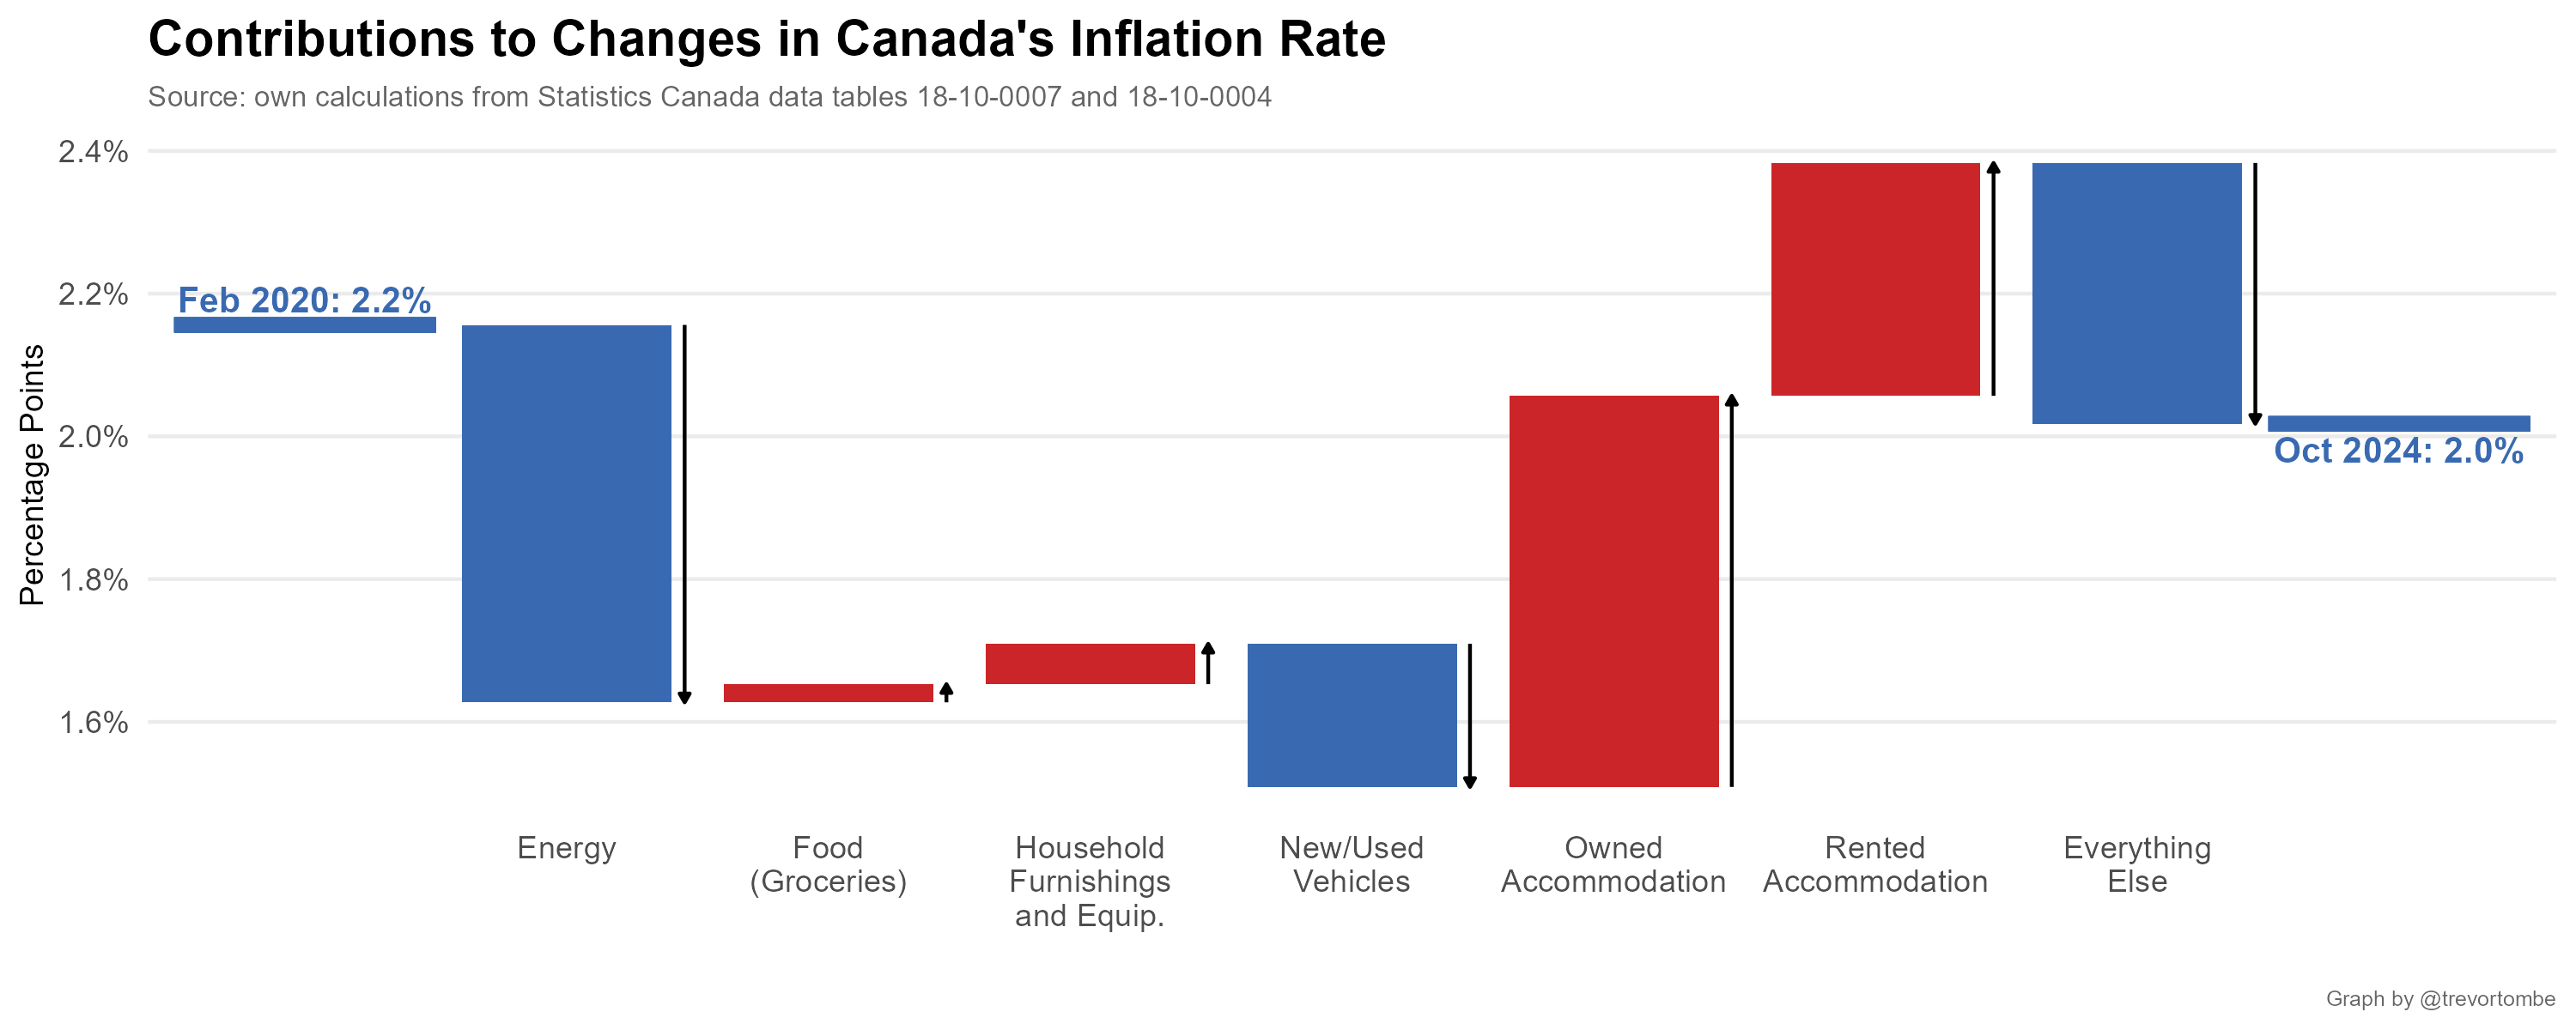 Contributions to Changes in Canada's Inflation Rate
Source: own calculations from Statistics Canada data tables 18-10-0007 and 18-10-0004
Percentage Points
2.4%
2.2%
2.0%
1.8%
1.6%
Feb 2020: 2.2%
Oct 2024: 2.0%
Energy
Food
(Groceries)
Household
Furnishings
and Equip.
New/Used
Vehicles
Owned
Accommodation
Rented
Accommodation
Everything
Else
Graph by @trevortombe